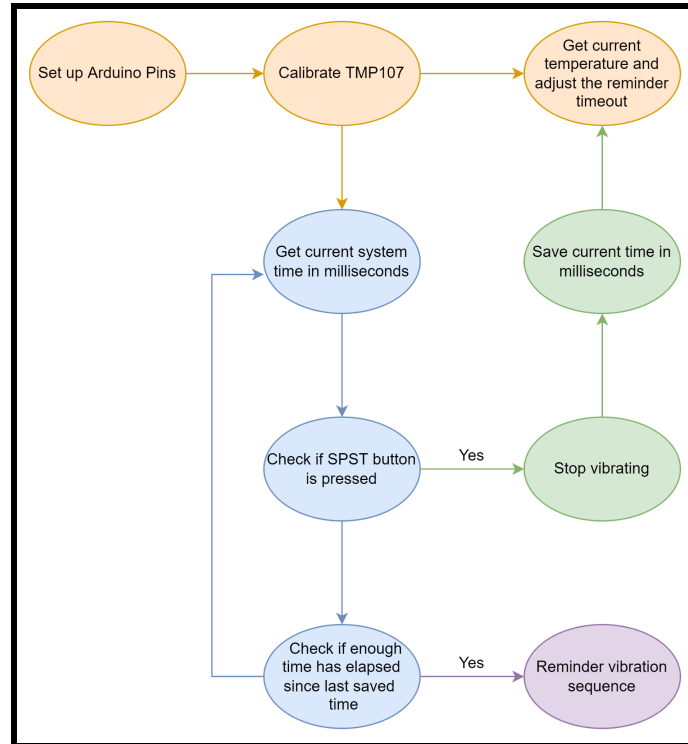 Set up Arduino Pins
Calibrate TMP107
Get current
temperature and
adjust the reminder
timeout
Get current system
time in milliseconds
Save current time in
milliseconds
Check if SPST button
is pressed
Yes
Stop vibrating
Check if enough
time has elapsed
since last saved
time
Yes
Reminder vibration
sequence